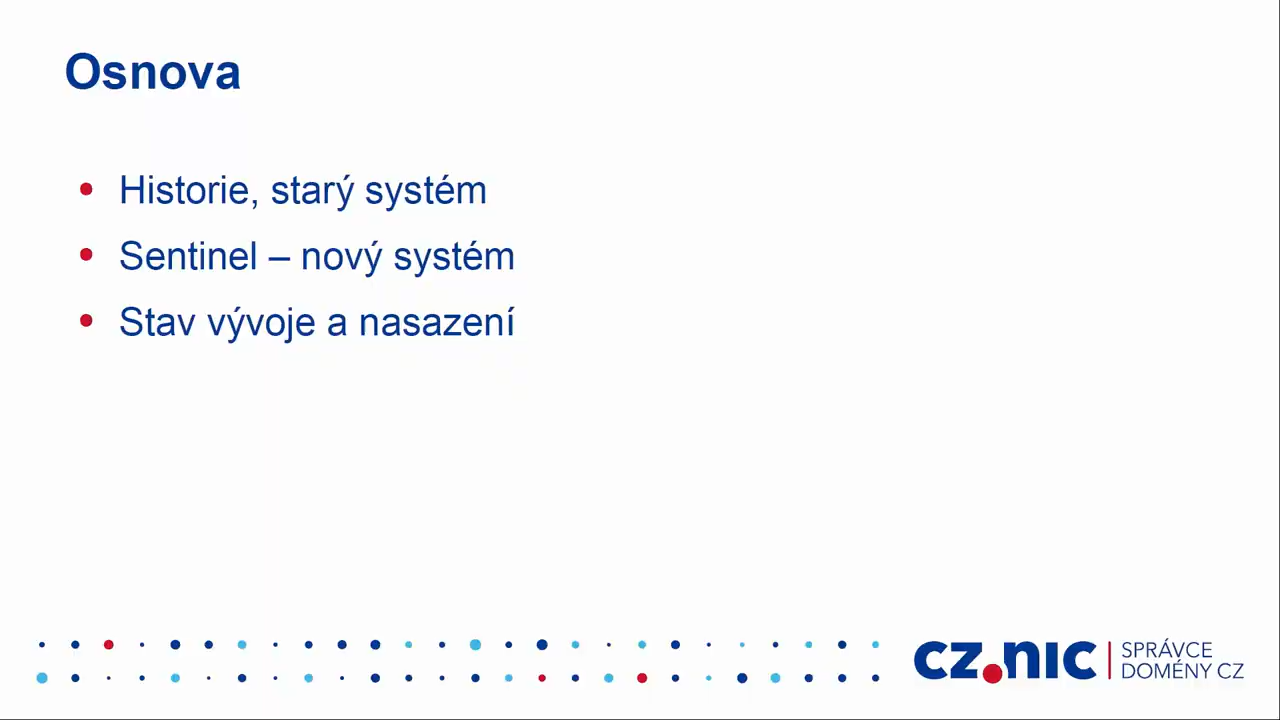 Osnova
Historie, starý systém
Sentinel – nový systém
Stav vývoje a nasazení
CZ.NIC
SPRÁVCE
DOMÉNY CZ